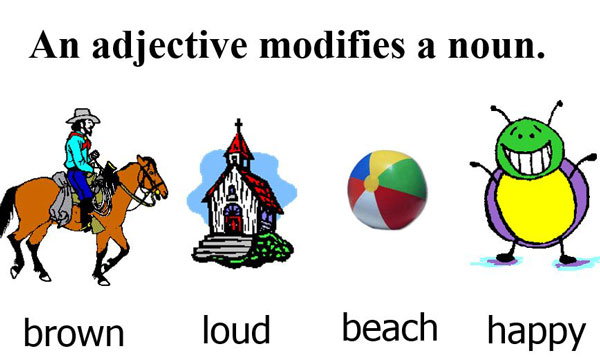 An adjective modifies a noun.
brown loud beach happy